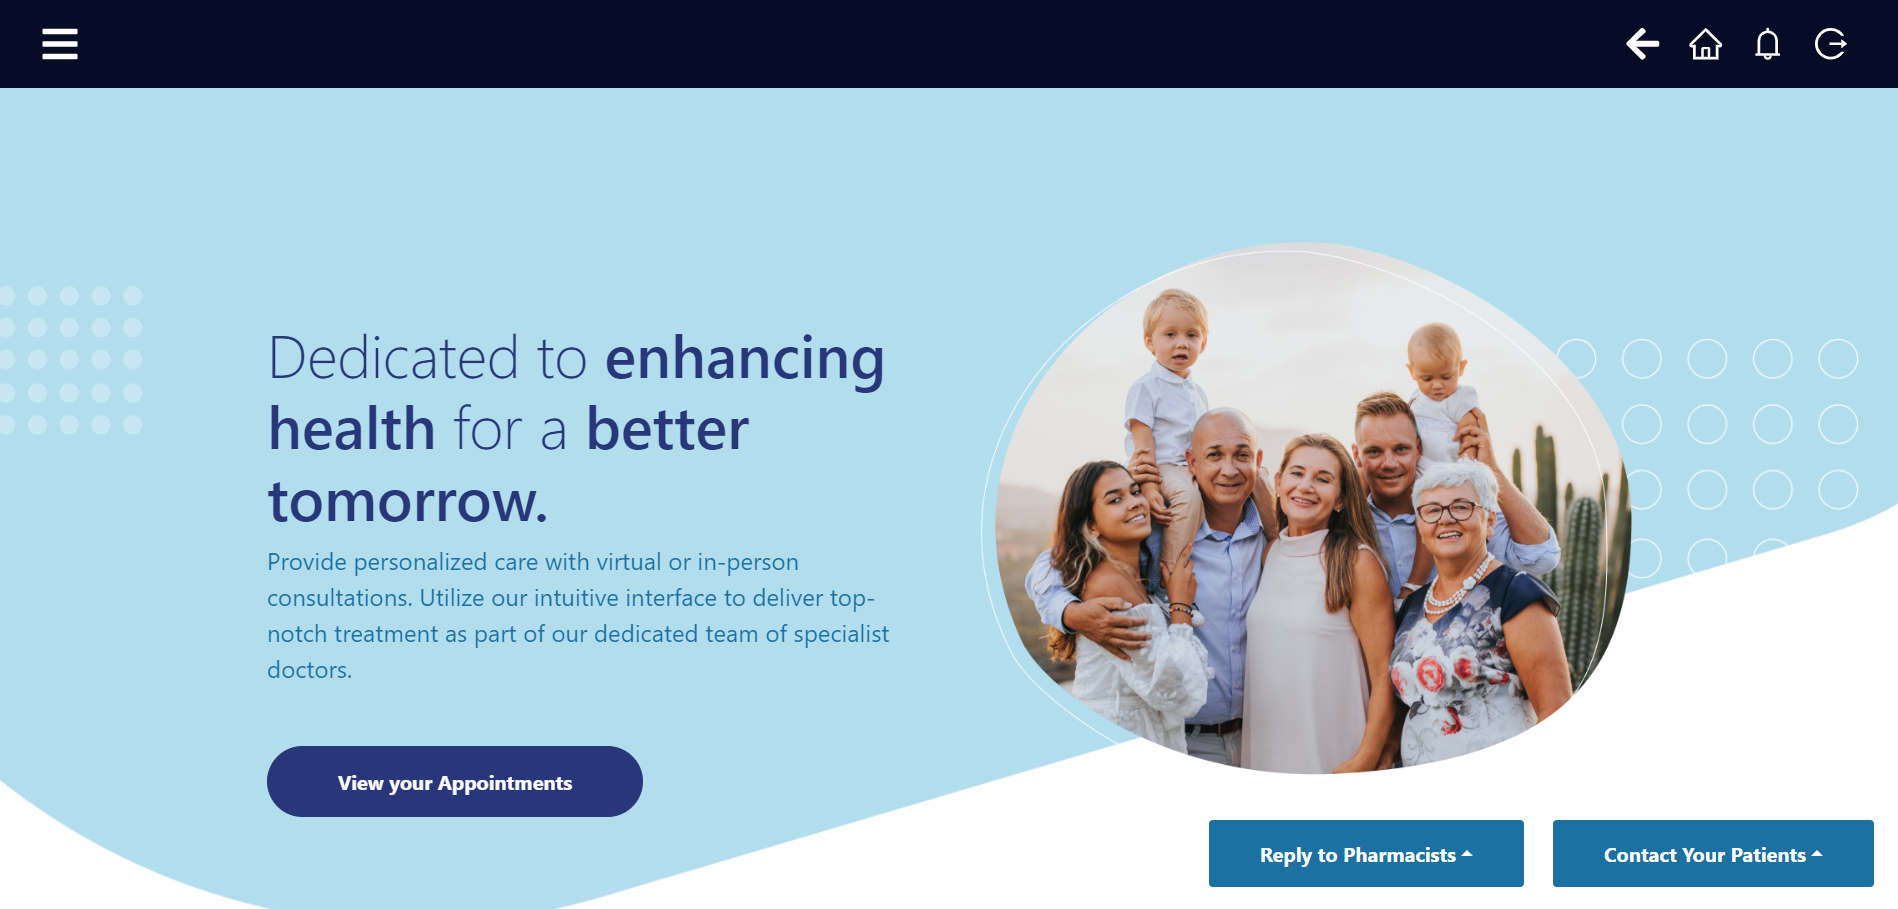 Dedicated to enhancing
health for a better
tomorrow.
Provide personalized care with virtual or in-person
consultations. Utilize our intuitive interface to deliver top-
notch treatment as part of our dedicated team of specialist
doctors.
View your Appointments
Reply to Pharmacists
Contact Your Patients